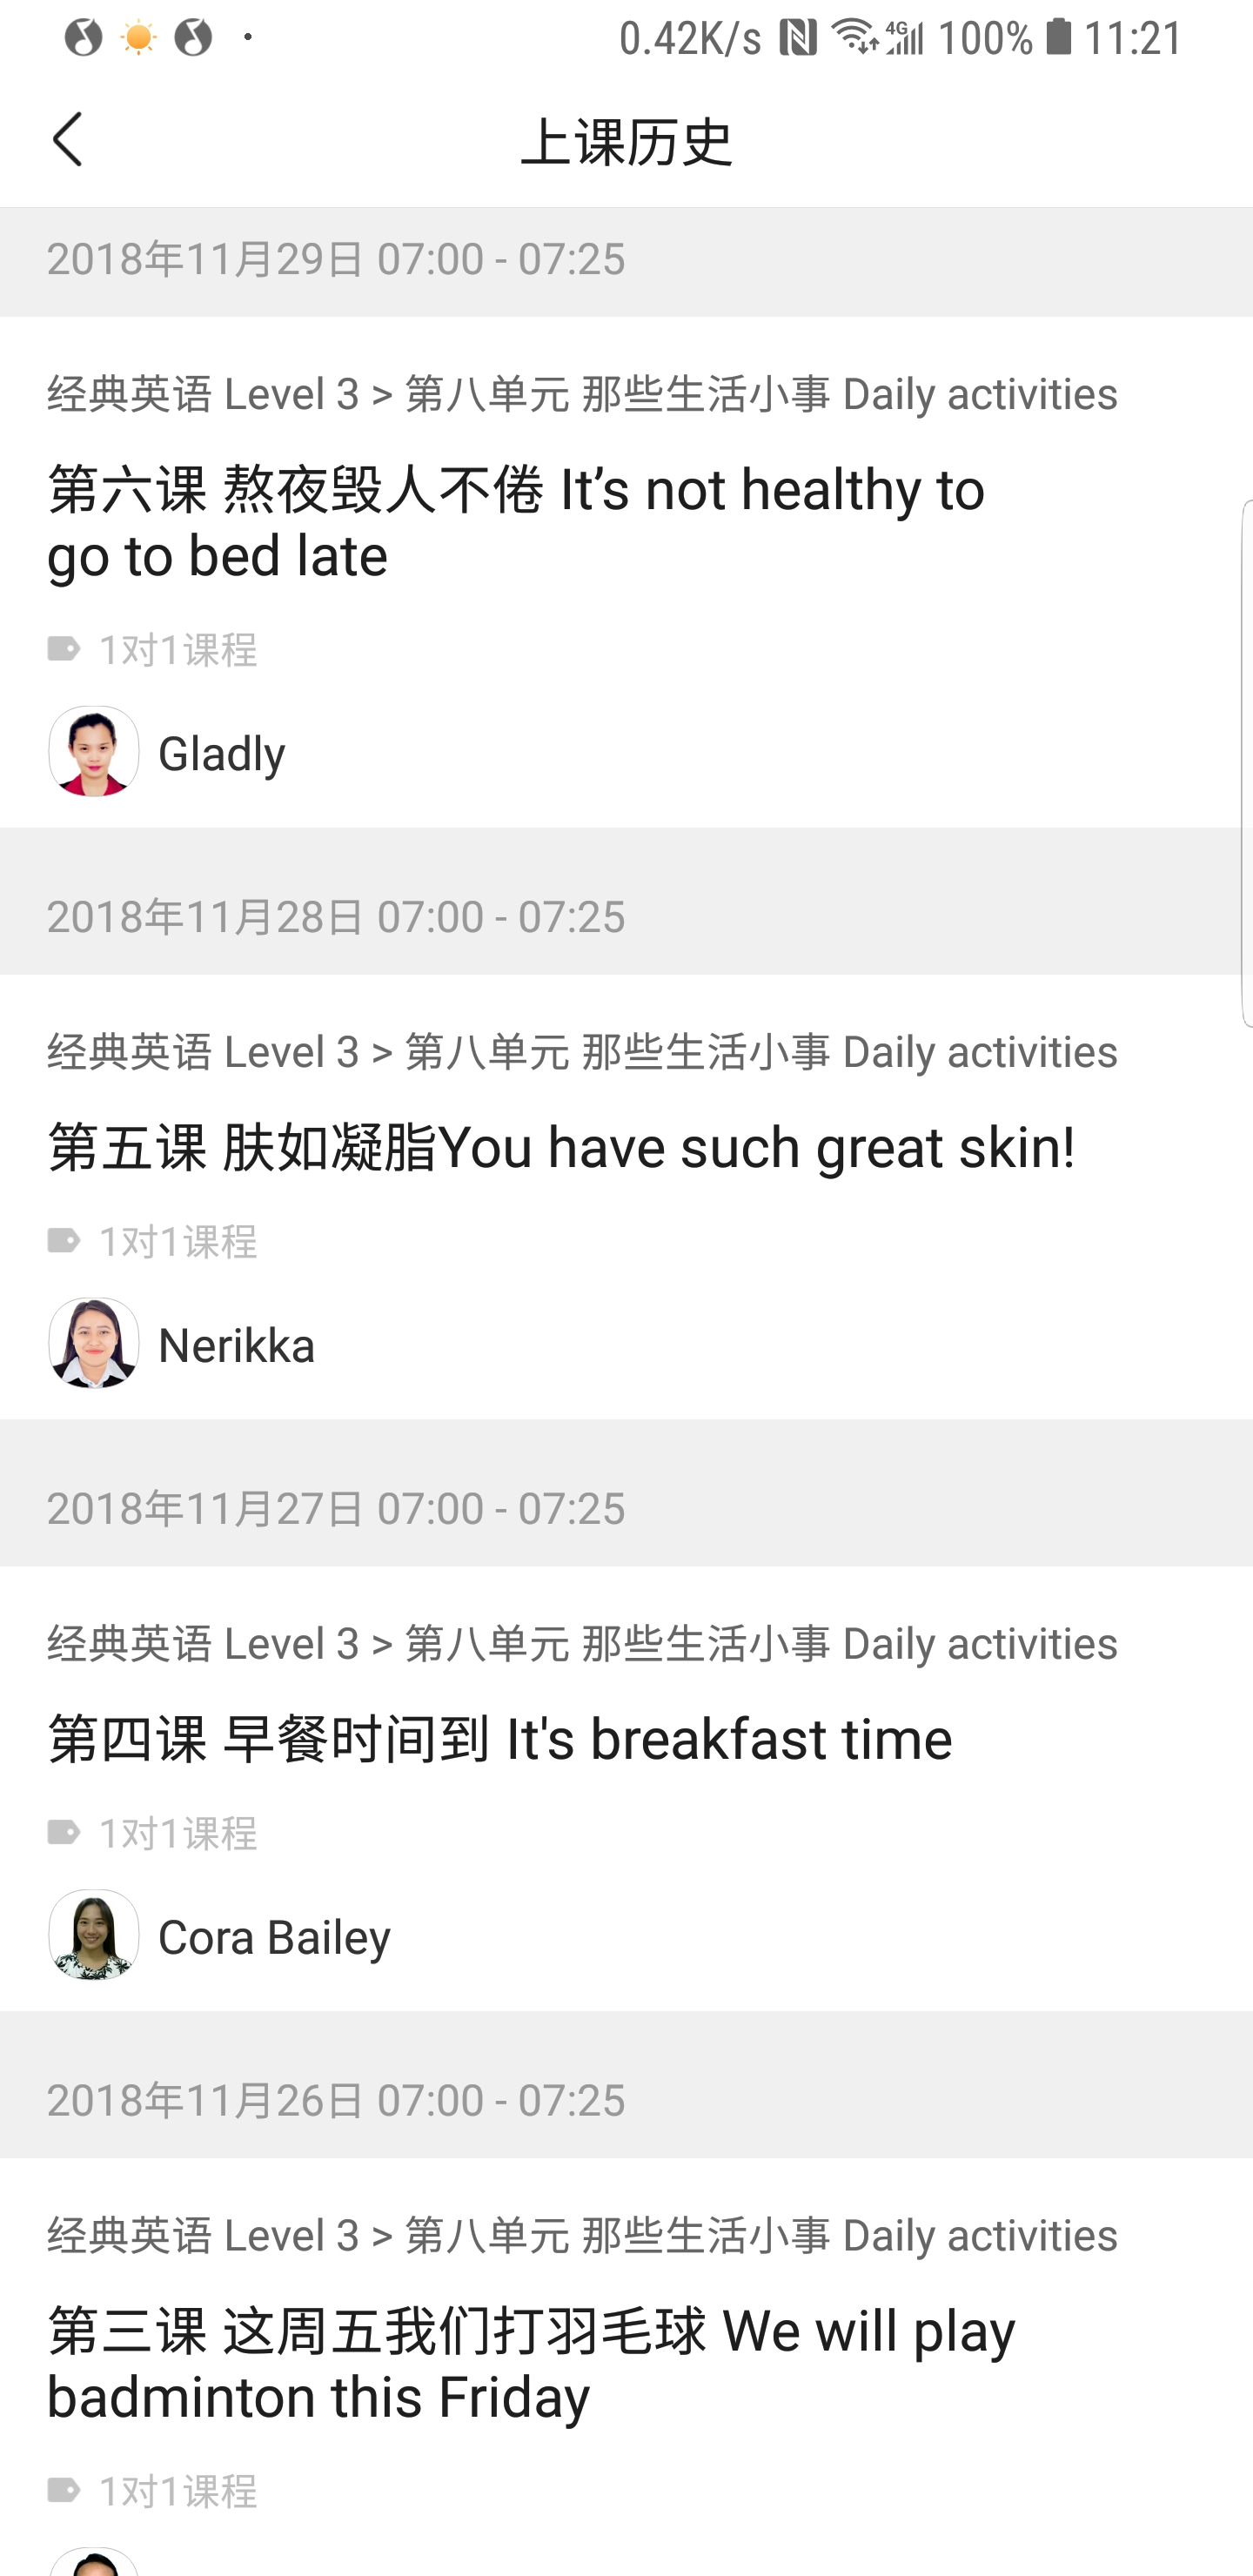 0.42K/s 4G 100% 11:21
上课历史
2018年11月29日 07:00 - 07:25
经典英语 Level 3 > 第八单元 那些生活小事 Daily activities
第六课 熬夜毁人不倦 It’s not healthy to
go to bed late
1对1课程
Gladly
2018年11月28日 07:00 - 07:25
经典英语 Level 3 > 第八单元 那些生活小事 Daily activities
第五课 肤如凝脂You have such great skin!
1对1课程
Nerikka
2018年11月27日 07:00 - 07:25
经典英语 Level 3 > 第八单元 那些生活小事 Daily activities
第四课 早餐时间到 It's breakfast time
1对1课程
Cora Bailey
2018年11月26日 07:00 - 07:25
经典英语 Level 3 > 第八单元 那些生活小事 Daily activities
第三课 这周五我们打羽毛球 We will play
badminton this Friday
1对1课程